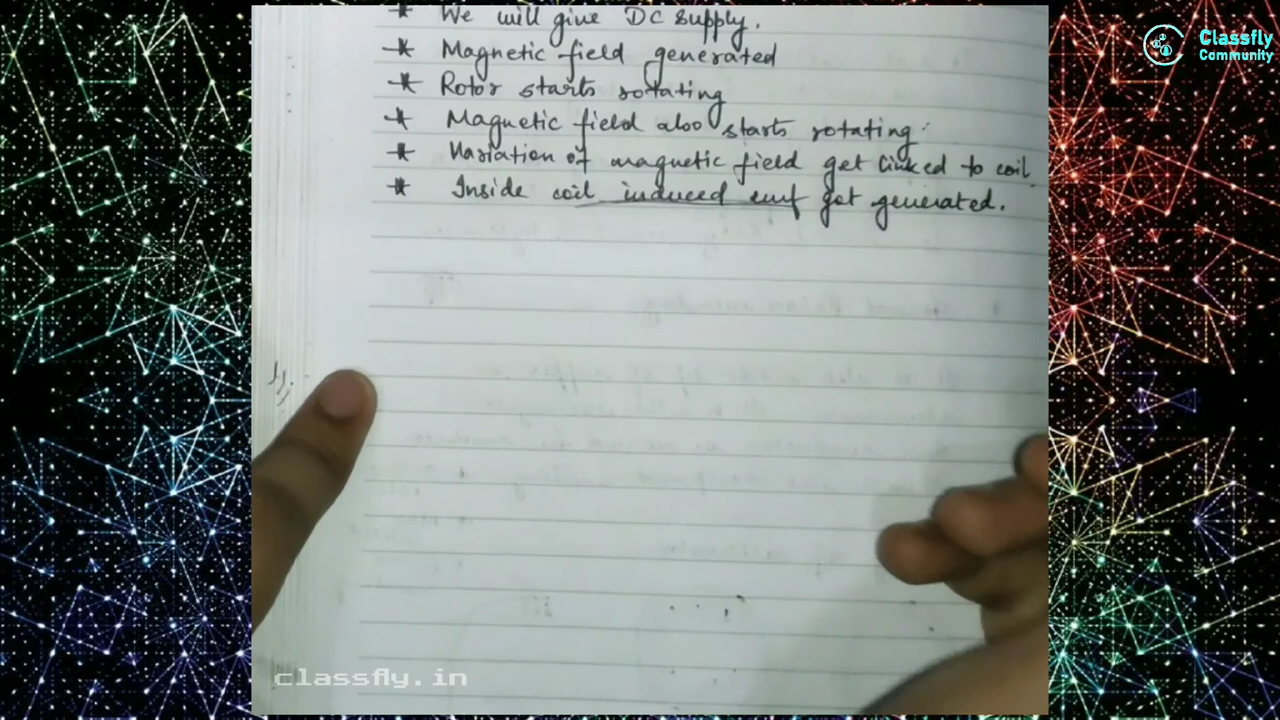 * We will give DC supply.
* Magnetic field generated
* Rotor starts rotating
* Magnetic field also starts rotating
* Variation of magnetic field get linked to coil
* Inside coil induced emf get generated.
Classfly
Community
classfly.in